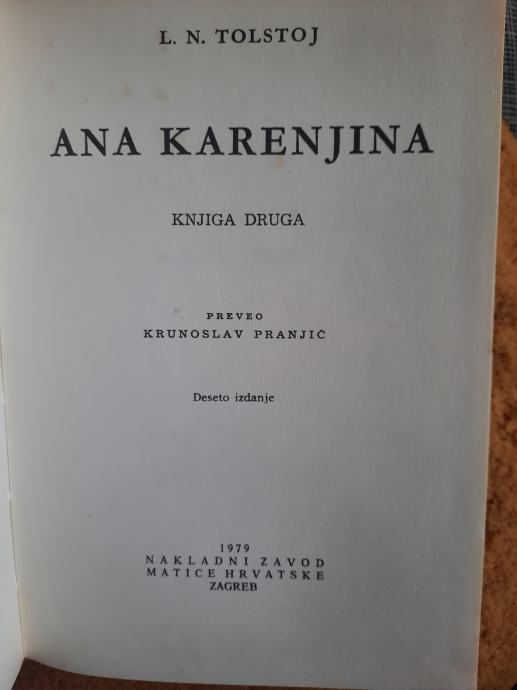 L. N. TOLSTOJ
ANA KARENJINA
KNJIGA DRUGA
PREVEO
KRUNOSLAV PRANJIĆ
Deseto izdanje
1979
NAKLADNI ZAVOD
MATICE HRVATSKE
ZAGREB